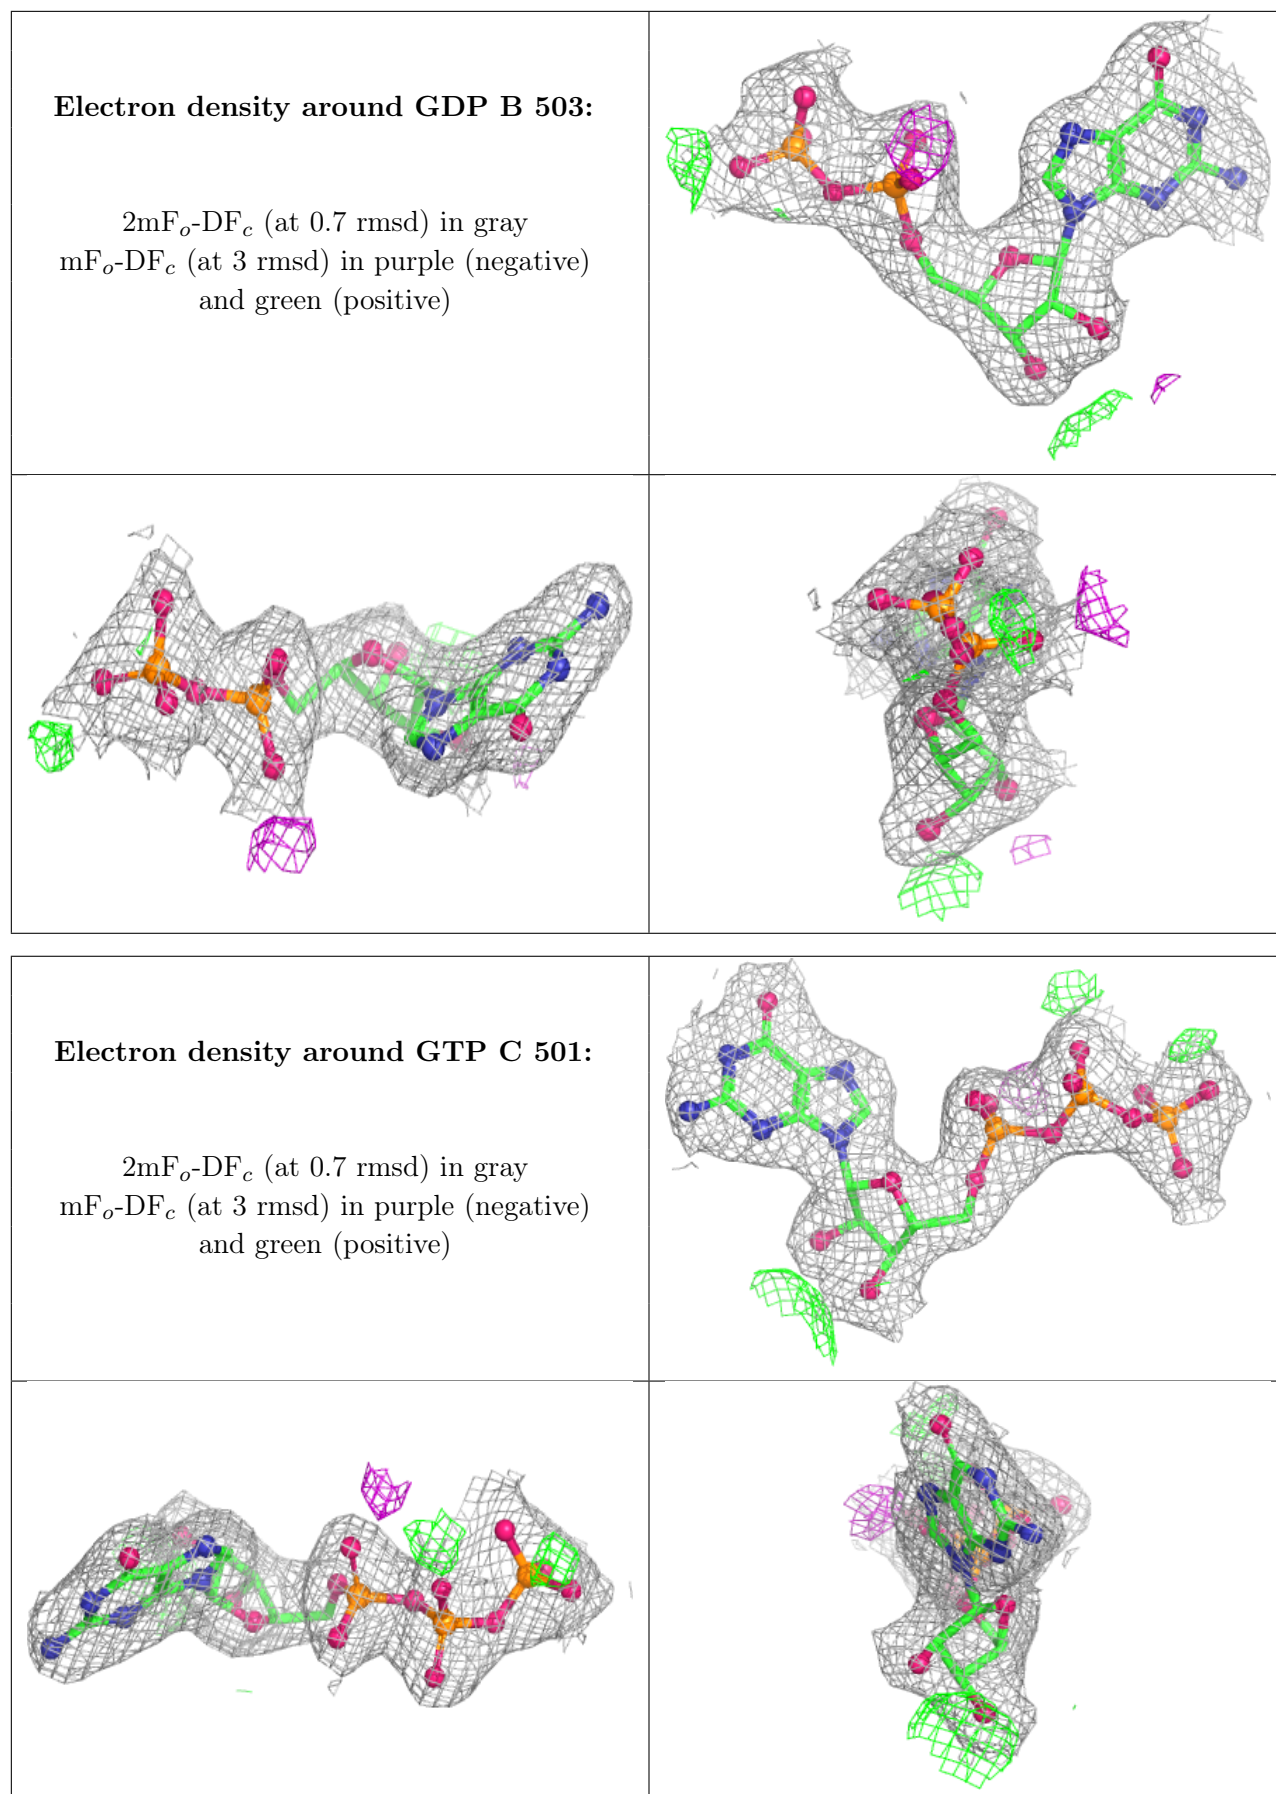 Electron density around GDP B 503:
2mFₒ-DF𝒸 (at 0.7 rmsd) in gray
mFₒ-DF𝒸 (at 3 rmsd) in purple (negative)
and green (positive)
Electron density around GTP C 501:
2mFₒ-DF𝒸 (at 0.7 rmsd) in gray
mFₒ-DF𝒸 (at 3 rmsd) in purple (negative)
and green (positive)